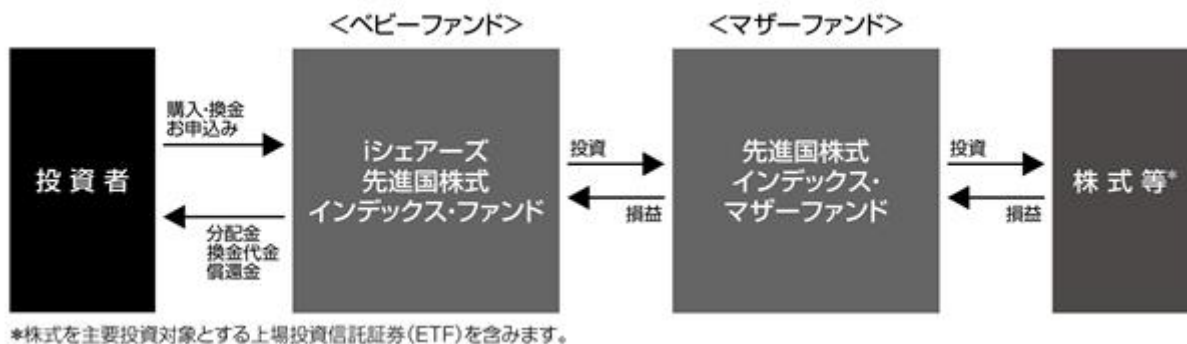 ＜ベビーファンド＞
＜マザーファンド＞
投資者
購入・換金
お申込み
分配金
換金代金
償還金
iシェアーズ
先進国株式
インデックス・ファンド
投資
損益
先進国株式
インデックス・
マザーファンド
投資
損益
株式等*
*株式を主要投資対象とする上場投資信託証券(ETF)を含みます。